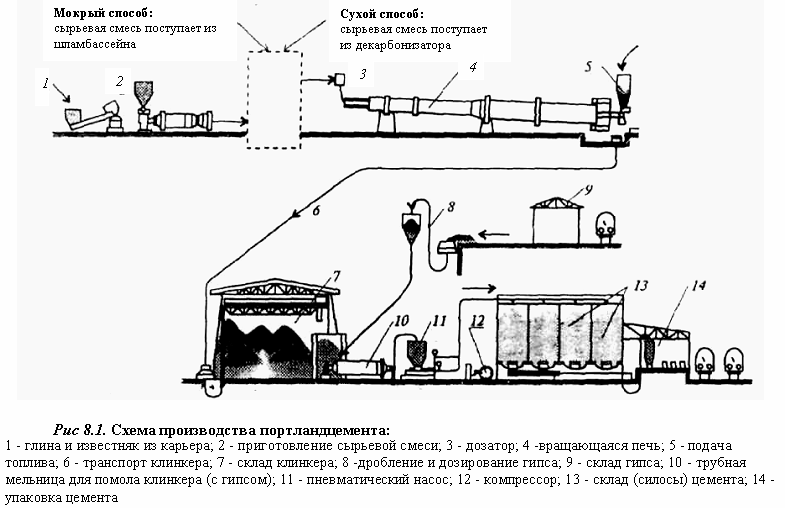 Мокрый способ:
сырьевая смесь поступает из
шламбассейна
Сухой способ:
сырьевая смесь поступает
из декарбонизатора
1
2
3
4
5
6
7
8
9
10
11
12
13
14
Рис 8.1. Схема производства портландцемента:
1 - глина и известняк из карьера; 2 - приготовление сырьевой смеси; 3 - дозатор; 4 -вращающаяся печь; 5 - подача
топлива; 6 - транспорт клинкера; 7 - склад клинкера; 8 -дробление и дозирование гипса; 9 - склад гипса; 10 - трубная
мельница для помола клинкера (с гипсом); 11 - пневматический насос; 12 - компрессор; 13 - склад (силосы) цемента; 14 -
упаковка цемента